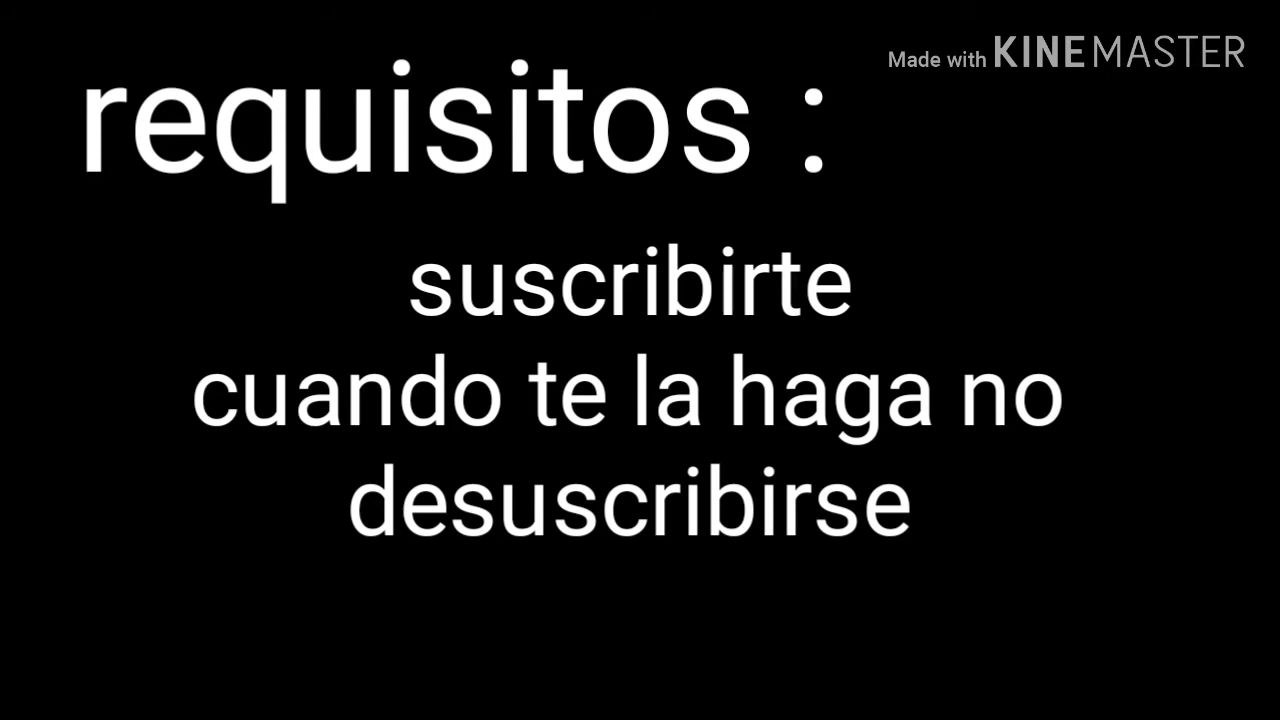 Made with KINEMASTER
requisitos :
suscribirte
cuando te la haga no
desuscribirse